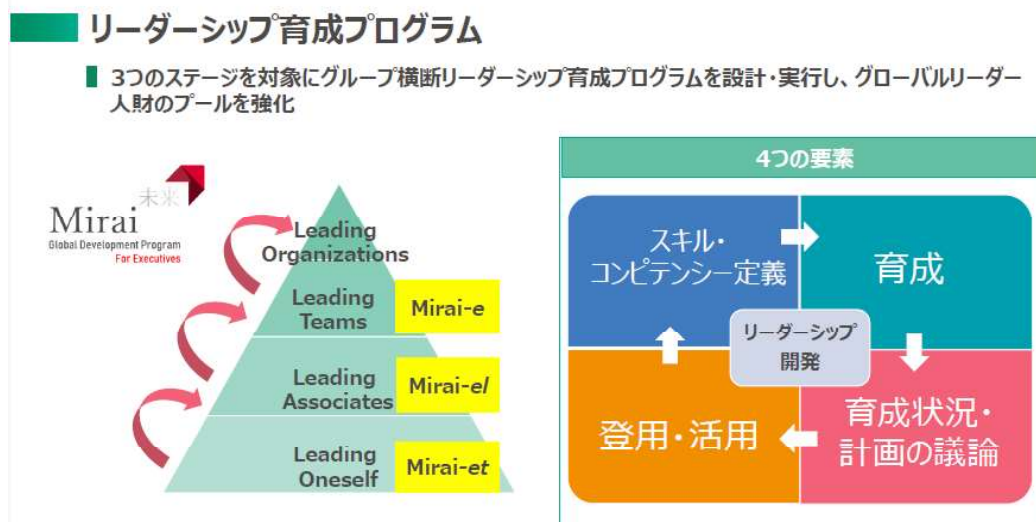 リーダーシップ育成プログラム
3つのステージを対象にグループ横断リーダーシップ育成プログラムを設計・実行し、グローバルリーダー
人財のプールを強化
未来
Mirai
Global Development Program
For Executives
Leading
Organizations
Leading
Teams
Mirai-e
Leading
Associates
Mirai-el
Leading
Oneself
Mirai-et
4つの要素
スキル・
コンピテンシー定義
育成
リーダーシップ
開発
登用・活用
育成状況・
計画の議論